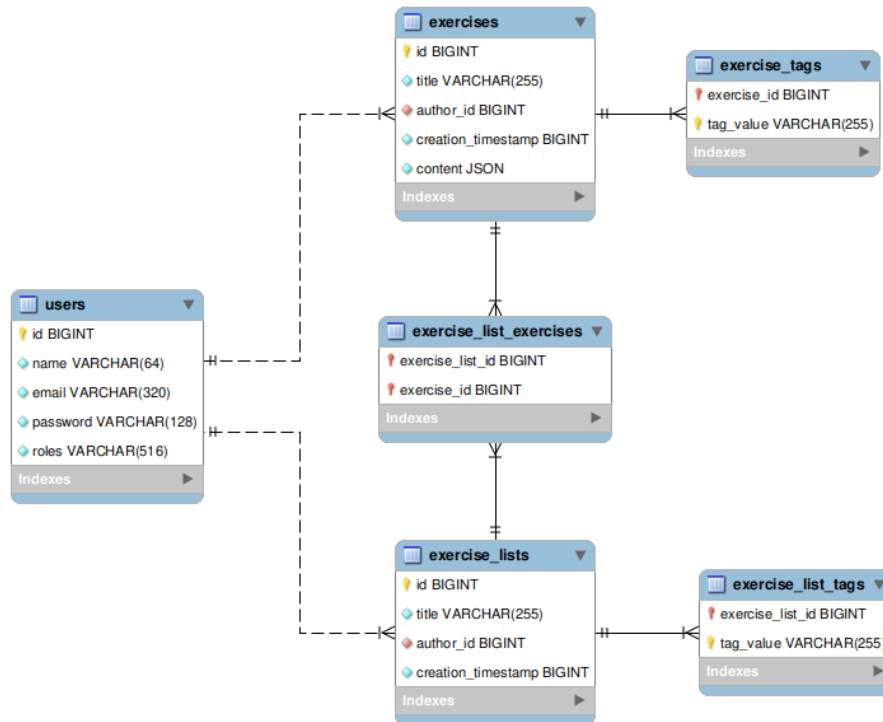 exercises
id BIGINT
title VARCHAR(255)
author_id BIGINT
creation_timestamp BIGINT
content JSON
Indexes
exercise_tags
exercise_id BIGINT
tag_value VARCHAR(255)
Indexes
users
id BIGINT
name VARCHAR(64)
email VARCHAR(320)
password VARCHAR(128)
roles VARCHAR(516)
Indexes
exercise_list_exercises
exercise_list_id BIGINT
exercise_id BIGINT
Indexes
exercise_lists
id BIGINT
title VARCHAR(255)
author_id BIGINT
creation_timestamp BIGINT
Indexes
exercise_list_tags
exercise_list_id BIGINT
tag_value VARCHAR(255)
Indexes